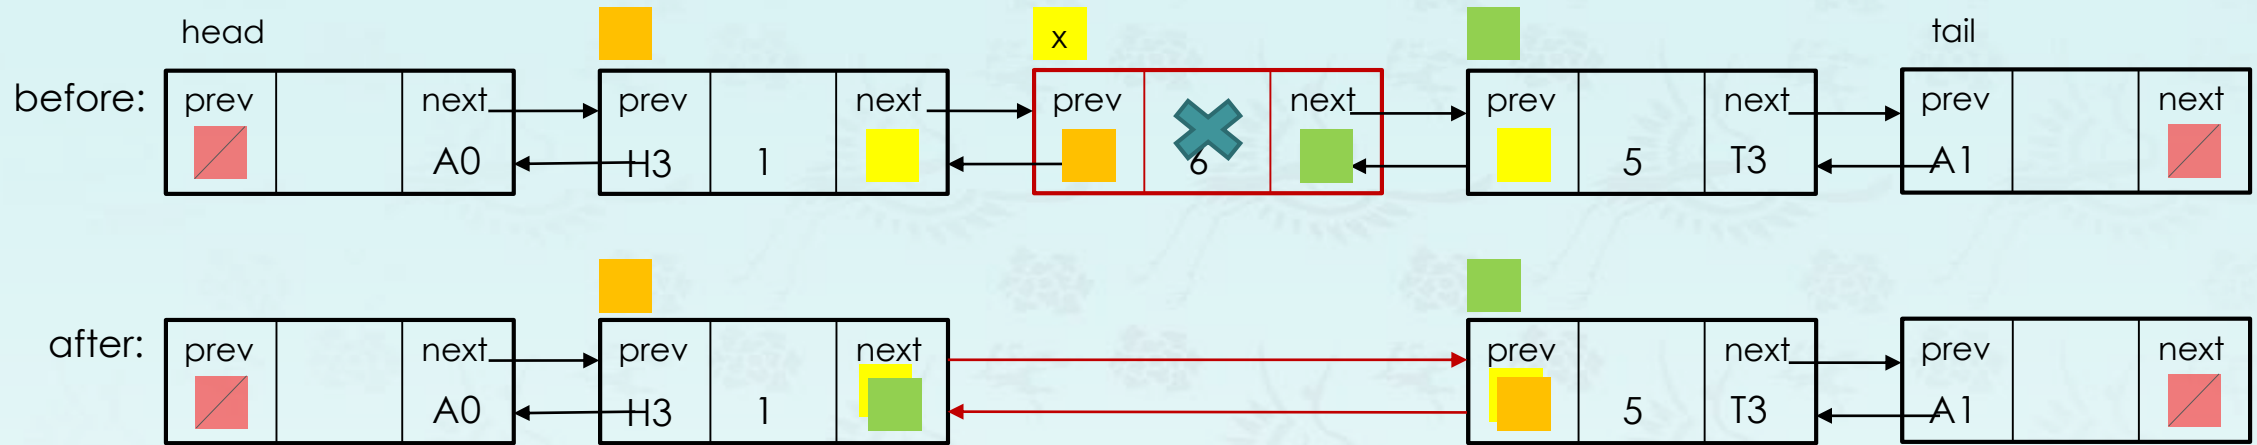 head x tail
before: prev next prev next prev next prev next prev next
A0 H3 1 6 5 T3 A1
after: prev next prev next prev next prev next
A0 H3 1 5 T3 A1